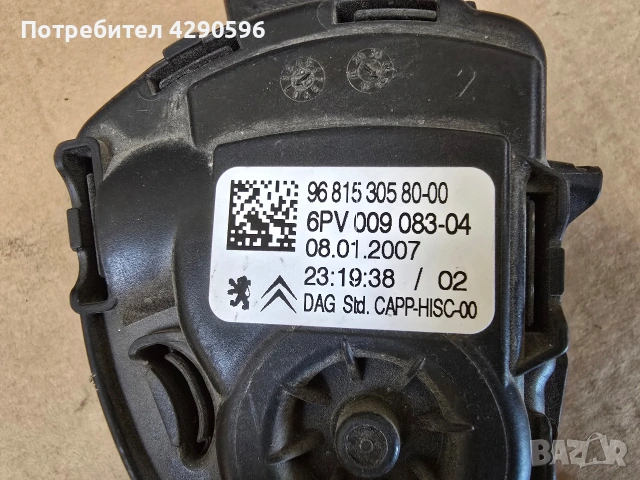 Потребител 4290596
96 815 305 80-00
6PV 009 083-04
08.01.2007
23:19:38 / 02
DAG Std. CAPP-HISC-00
BAZAR